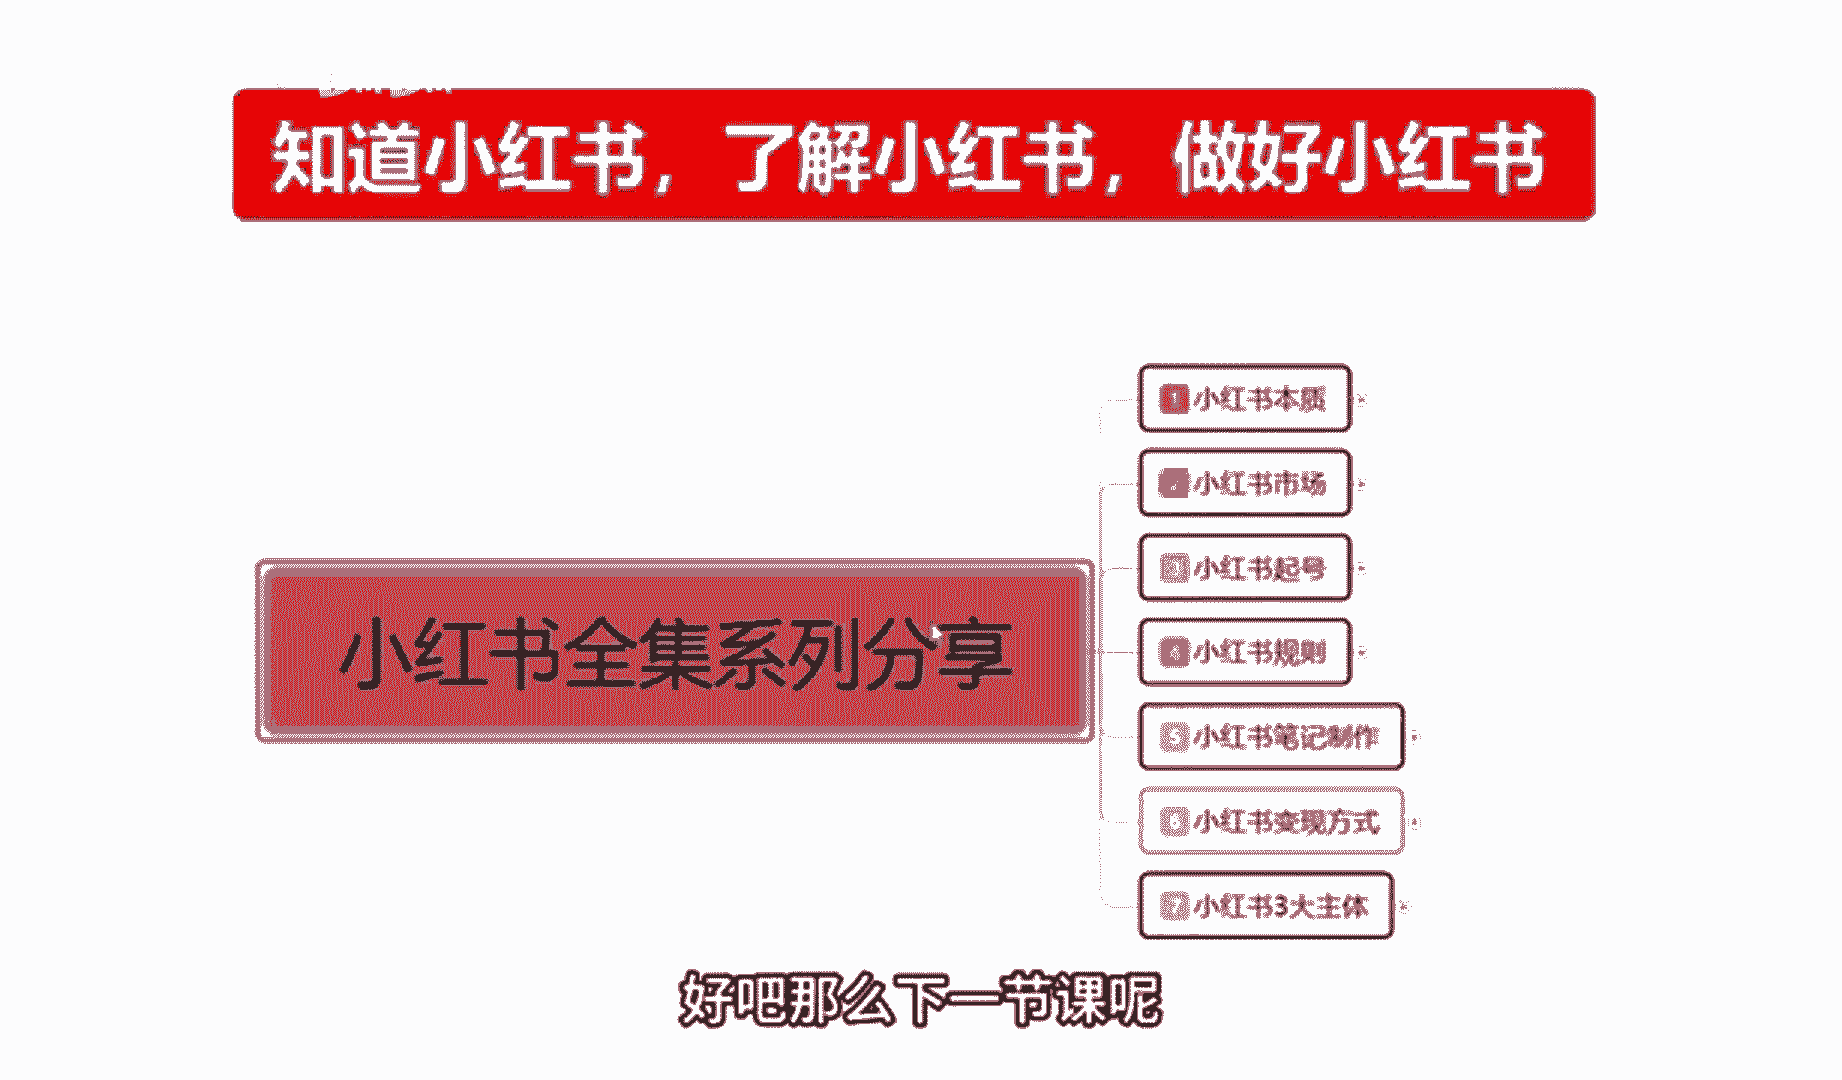 知道小红书，了解小红书，做好小红书
小红书全集系列分享
1 小红书本质
2 小红书市场
3 小红书起号
4 小红书规则
5 小红书笔记制作
6 小红书变现方式
7 小红书3大主体
好吧那么下一节课呢